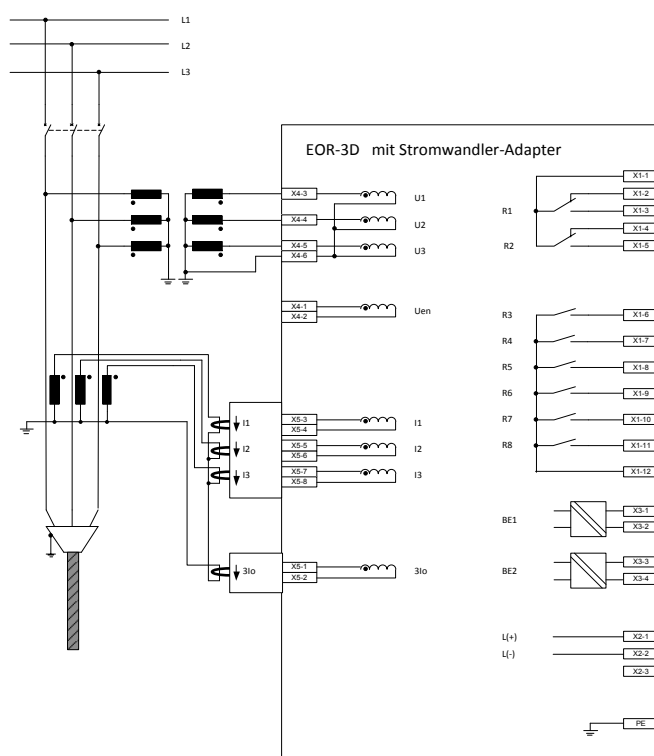 L1
L2
L3
EOR-3D mit Stromwandler-Adapter
X1-1
X4-3
U1
X1-2
R1
X1-3
X4-4
U2
X1-4
X4-5
U3
R2
X1-5
X4-6
X4-1
Uen
R3
X1-6
X4-2
R4
X1-7
R5
X1-8
R6
X1-9
I1
X5-3
I1
R7
X1-10
X5-4
I2
X5-5
I2
R8
X1-11
X5-6
I3
X5-7
I3
X1-12
X5-8
BE1
X3-1
X3-2
3Io
X5-1
3Io
BE2
X3-3
X5-2
X3-4
L(+)
X2-1
L(-)
X2-2
X2-3
PE